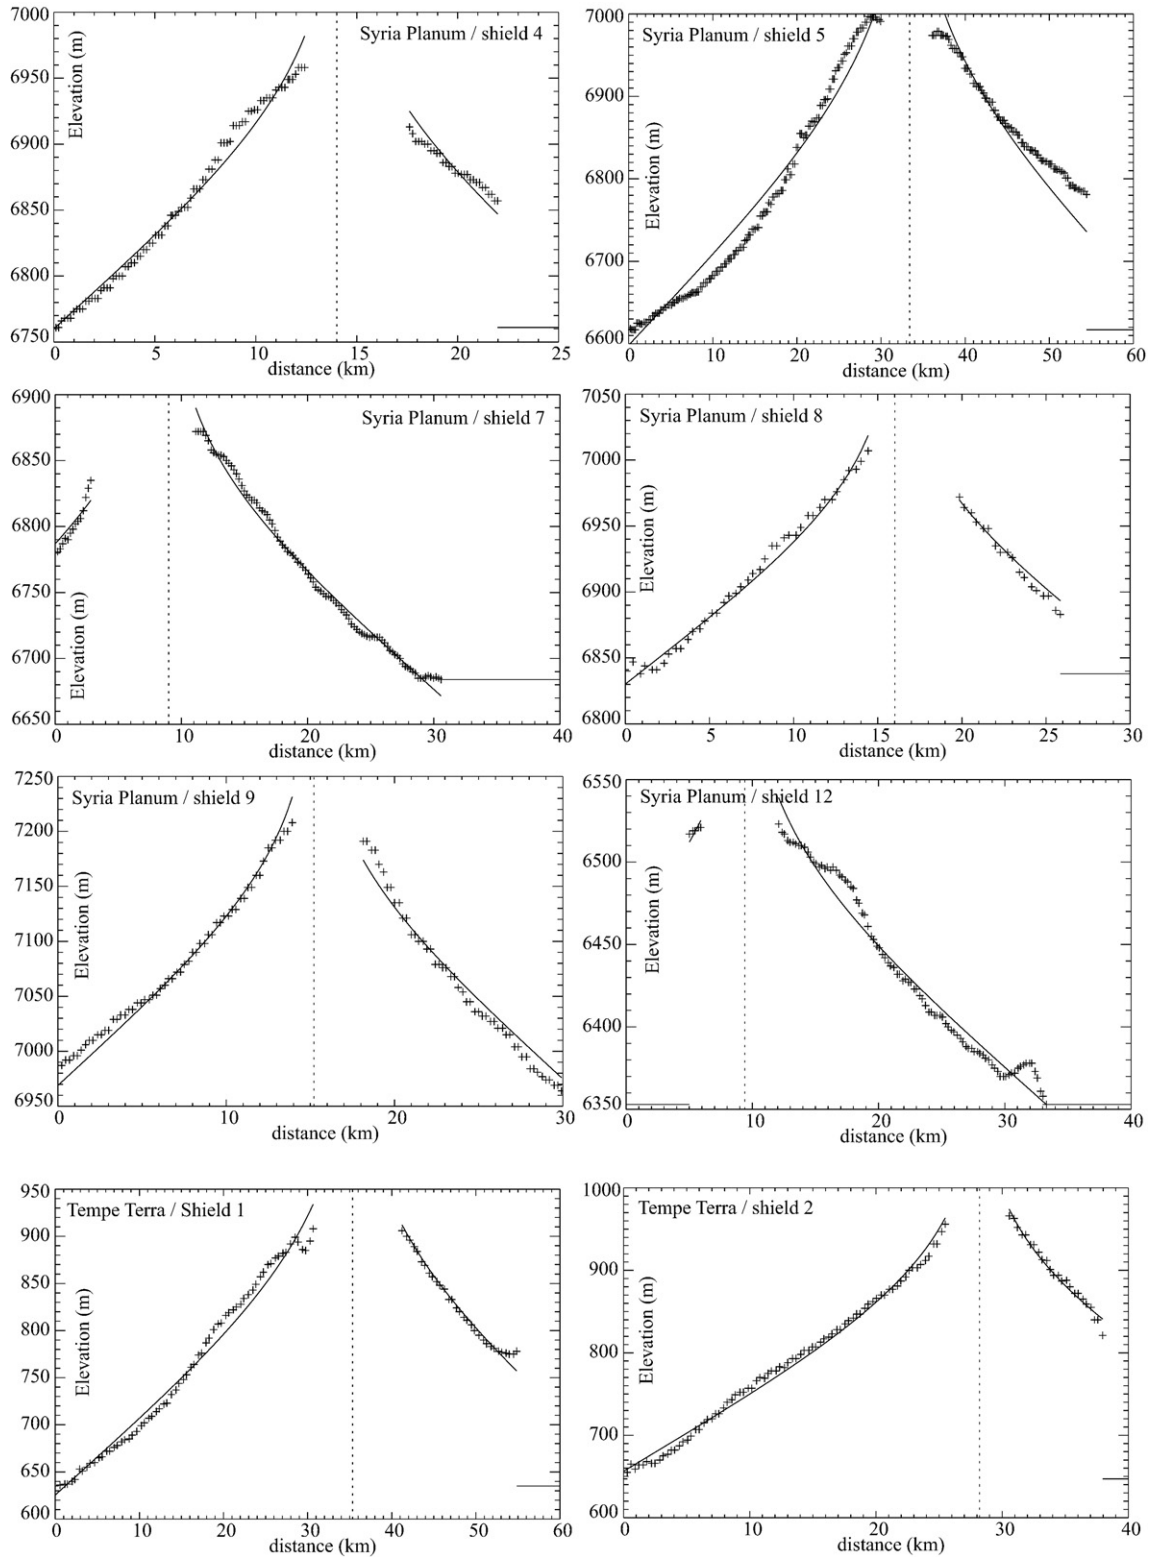 Syria Planum / shield 4
Elevation (m)
7000
6950
6900
6850
6800
6750
0 5 10 15 20 25
distance (km)
Syria Planum / shield 5
Elevation (m)
7000
6900
6800
6700
6600
0 10 20 30 40 50 60
distance (km)
Syria Planum / shield 7
Elevation (m)
6900
6850
6800
6750
6700
6650
0 10 20 30 40
distance (km)
Syria Planum / shield 8
Elevation (m)
7050
7000
6950
6900
6850
6800
0 5 10 15 20 25 30
distance (km)
Syria Planum / shield 9
Elevation (m)
7250
7200
7150
7100
7050
7000
6950
0 10 20 30
distance (km)
Syria Planum / shield 12
Elevation (m)
6550
6500
6450
6400
6350
0 10 20 30 40
distance (km)
Tempe Terra / Shield 1
Elevation (m)
950
900
850
800
750
700
650
600
0 10 20 30 40 50 60
distance (km)
Tempe Terra / shield 2
Elevation (m)
1000
900
800
700
600
0 10 20 30 40
distance (km)